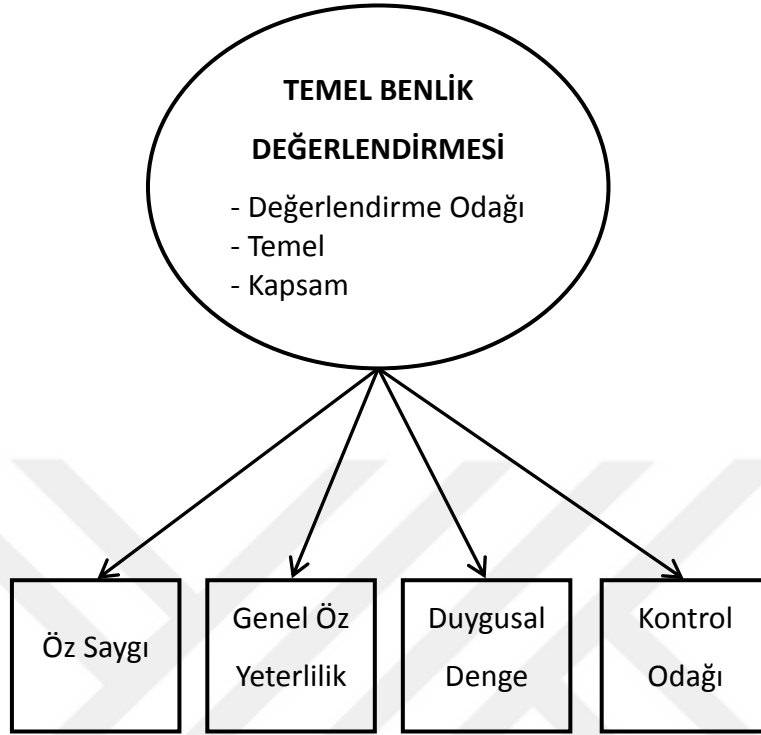 TEMEL BENLİK
DEĞERLENDİRMESİ
- Değerlendirme Odağı
- Temel
- Kapsam
Öz Saygı
Genel Öz
Yeterlilik
Duygusal
Denge
Kontrol
Odağı